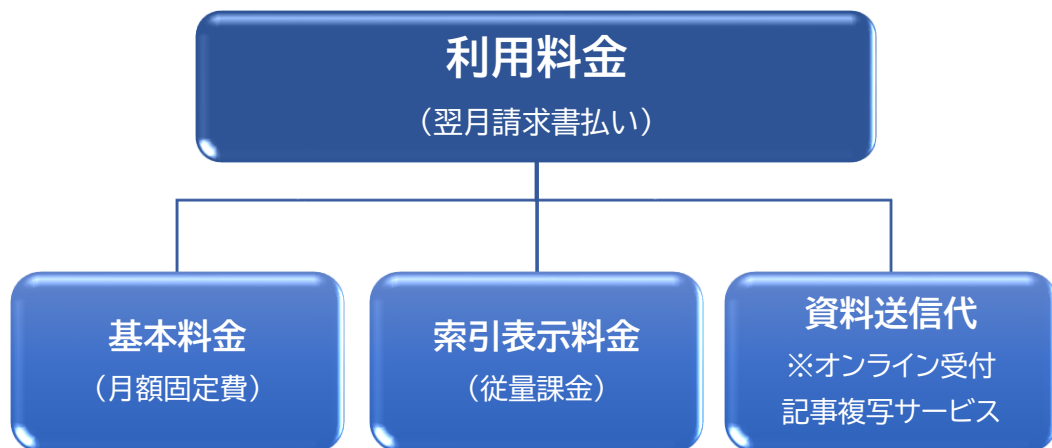 利用料金
（翌月請求書払い）
基本料金
（月額固定費）
索引表示料金
（従量課金）
資料送信代
※オンライン受付
記事複写サービス